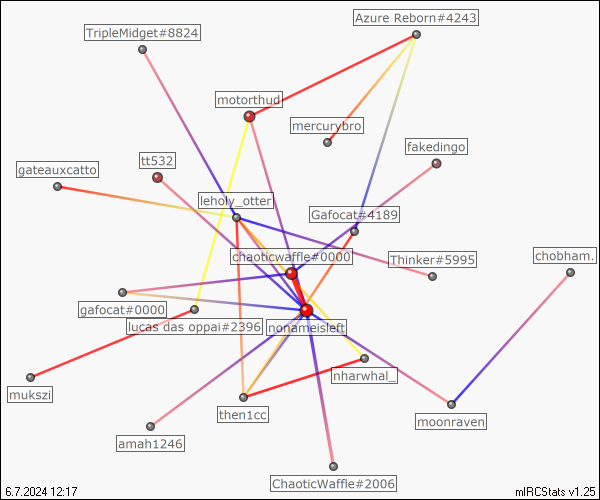 Azure Reborn#4243
TripleMidget#8824
motorthud
mercurybro
fakedingo
tt532
gateauxcatto
leholy_otter
Gafocat#4189
chaoticwaffle#0000
Thinker#5995
chobham.
gafocat#0000
lucas das oppai#2396
nonameisleft
nharwhal_
mukszi
then1cc
moonraven
amah1246
ChaoticWaffle#2006
6.7.2024 12:17
mIRCStats v1.25